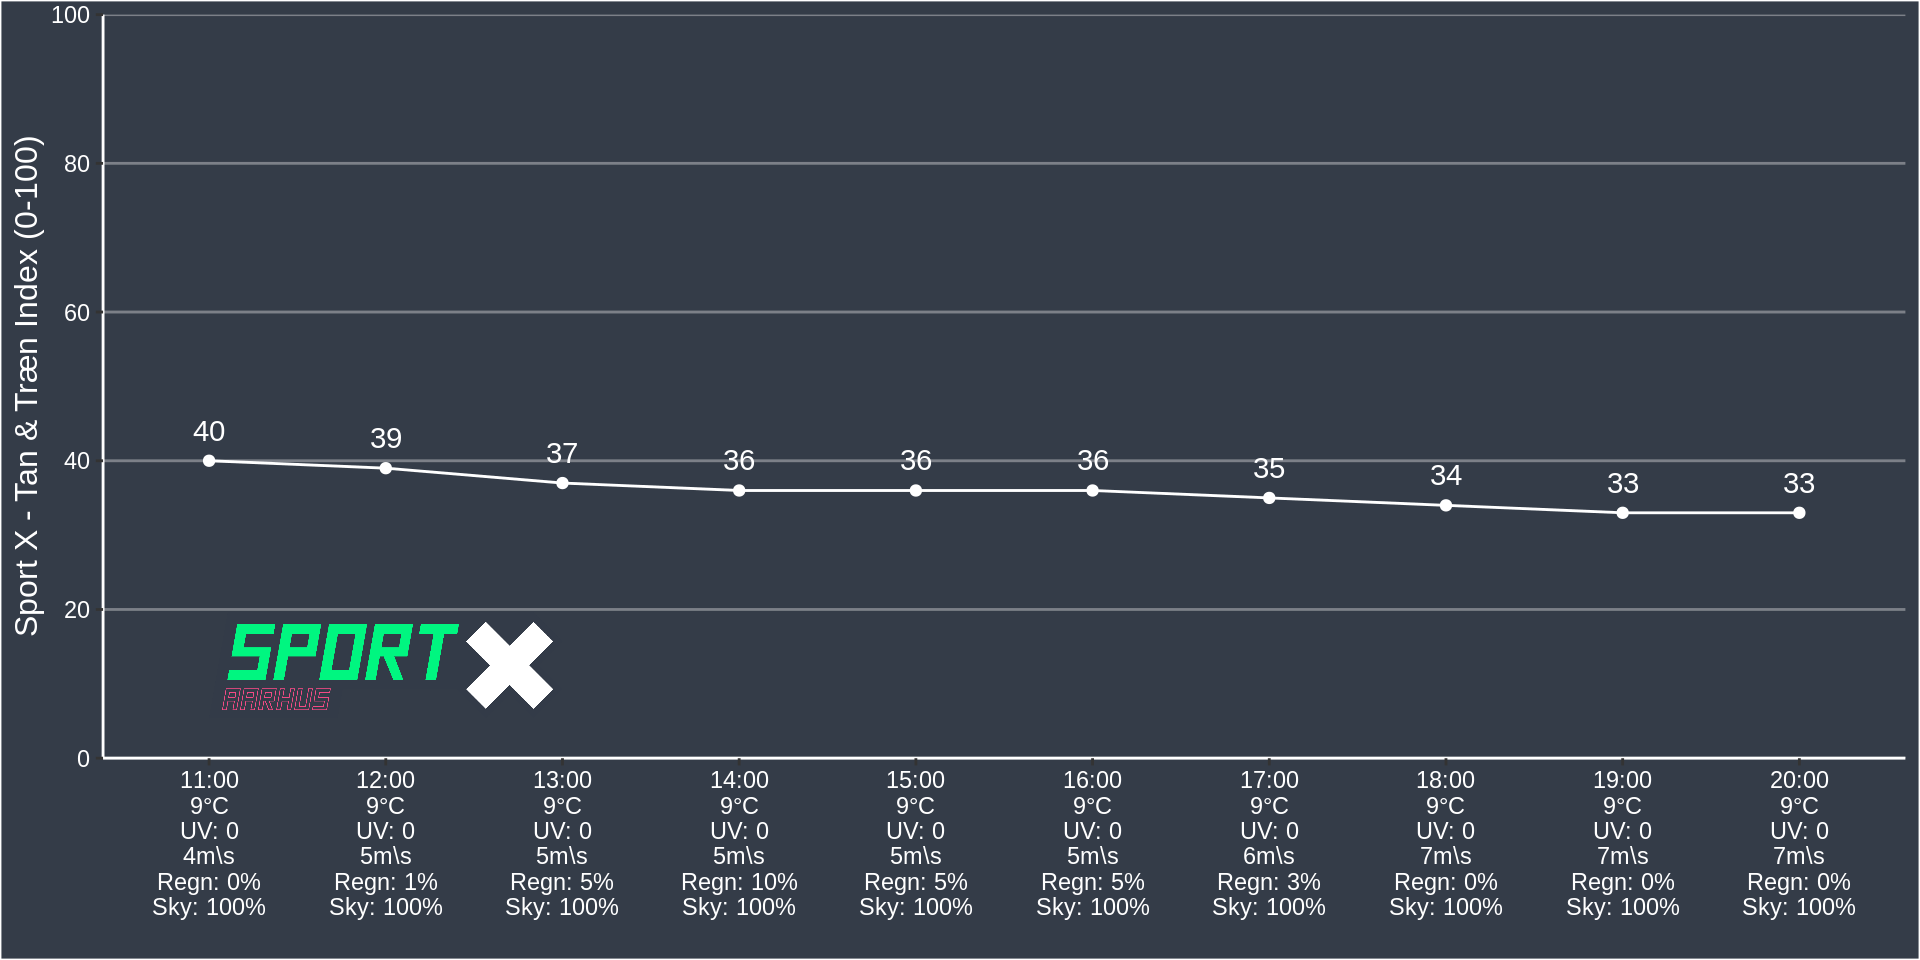 Sport X - Tan & Træn Index (0-100)
100
80
60
40
20
0
40 39 37 36 36 36 35 34 33 33
SPORT X
AARHUS
11:00 12:00 13:00 14:00 15:00 16:00 17:00 18:00 19:00 20:00
9°C 9°C 9°C 9°C 9°C 9°C 9°C 9°C 9°C 9°C
UV: 0 UV: 0 UV: 0 UV: 0 UV: 0 UV: 0 UV: 0 UV: 0 UV: 0 UV: 0
4m\s 5m\s 5m\s 5m\s 5m\s 5m\s 6m\s 7m\s 7m\s 7m\s
Regn: 0% Regn: 1% Regn: 5% Regn: 10% Regn: 5% Regn: 5% Regn: 3% Regn: 0% Regn: 0% Regn: 0%
Sky: 100% Sky: 100% Sky: 100% Sky: 100% Sky: 100% Sky: 100% Sky: 100% Sky: 100% Sky: 100% Sky: 100%